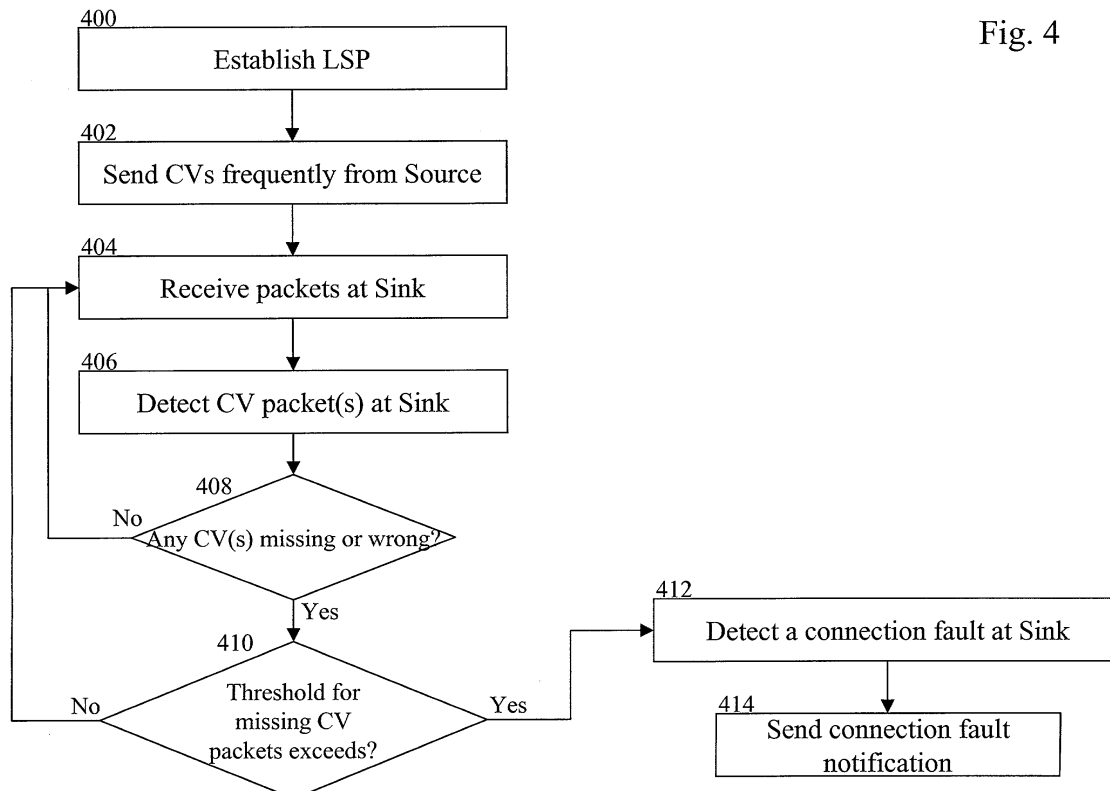 Fig. 4
400
Establish LSP
402
Send CVs frequently from Source
404
Receive packets at Sink
406
Detect CV packet(s) at Sink
408
No
Any CV(s) missing or wrong?
Yes
410
No
Threshold for
missing CV
packets exceeds?
Yes
412
Detect a connection fault at Sink
414
Send connection fault
notification